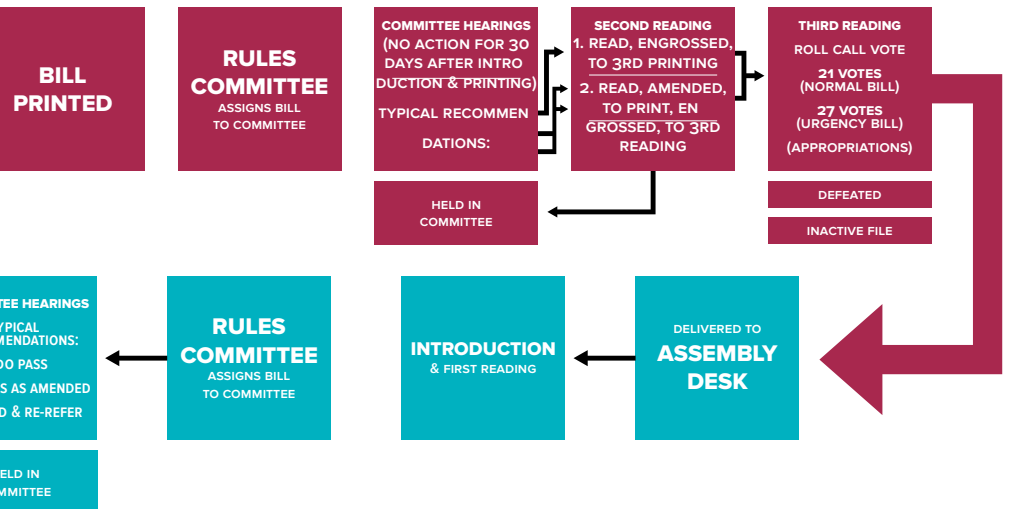 BILL
PRINTED
RULES
COMMITTEE
ASSIGNS BILL
TO COMMITTEE
COMMITTEE HEARINGS
(NO ACTION FOR 30
DAYS AFTER INTRO
DUCTION & PRINTING)
TYPICAL RECOMMEN
DATIONS:
HELD IN
COMMITTEE
SECOND READING
1. READ, ENGROSSED,
TO 3RD PRINTING
2. READ, AMENDED,
TO PRINT, EN
GROSSED, TO 3RD
READING
THIRD READING
ROLL CALL VOTE
21 VOTES
(NORMAL BILL)
27 VOTES
(URGENCY BILL)
(APPROPRIATIONS)
DEFEATED
INACTIVE FILE
DELIVERED TO
ASSEMBLY
DESK
INTRODUCTION
& FIRST READING
RULES
COMMITTEE
ASSIGNS BILL
TO COMMITTEE
TEE HEARINGS
YPICAL
MENDATIONS:
DO PASS
S AS AMENDED
D & RE-REFER
ELD IN
MMITTEE